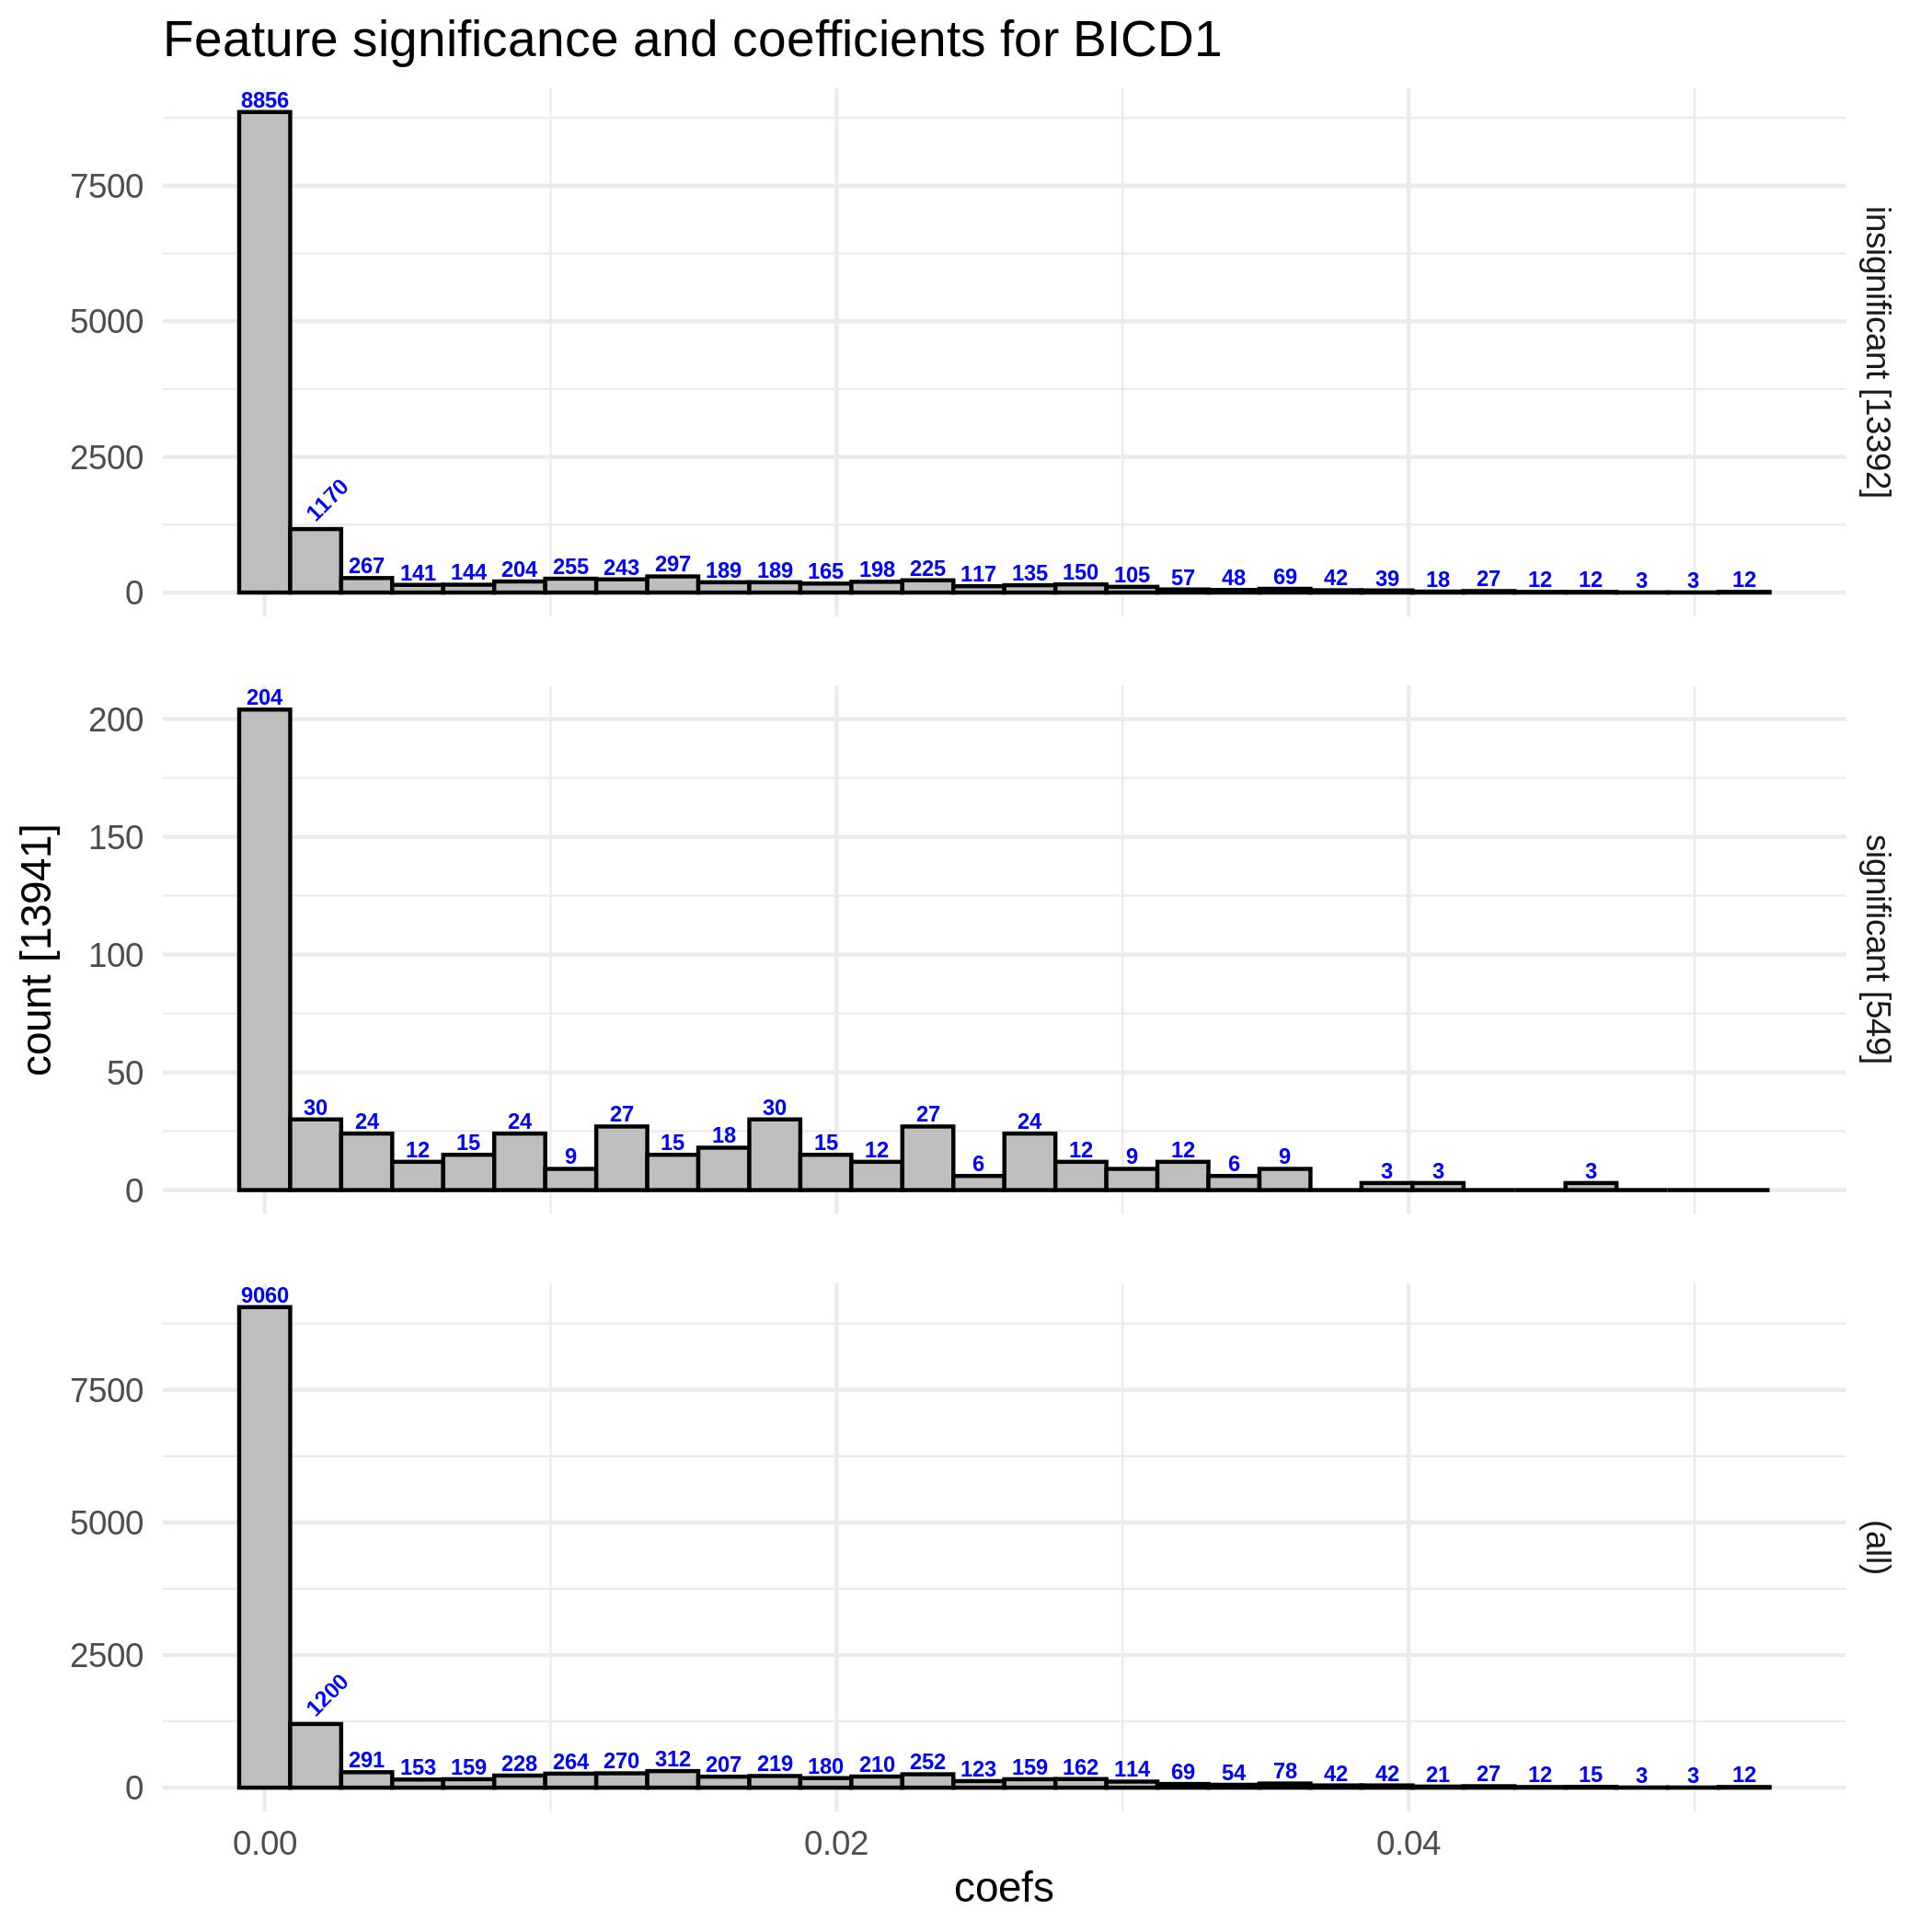 Feature significance and coefficients for BICD1
8856
7500
5000
2500
0
1170
267 141 144 204 255 243 297 189 189 165 198 225 117 135 150 105 57 48 69 42 39 18 27 12 12 3 3 12
insignificant [13392]
count [13941]
204
200
150
100
50
0
30 24 12 15 24 9 27 15 18 30 15 12 27 6 24 12 9 12 6 9 3 3 3
significant [549]
9060
7500
5000
2500
0
1200
291 153 159 228 264 270 312 207 219 180 210 252 123 159 162 114 69 54 78 42 42 21 27 12 15 3 3 12
(all)
0.00 0.02 0.04
coefs